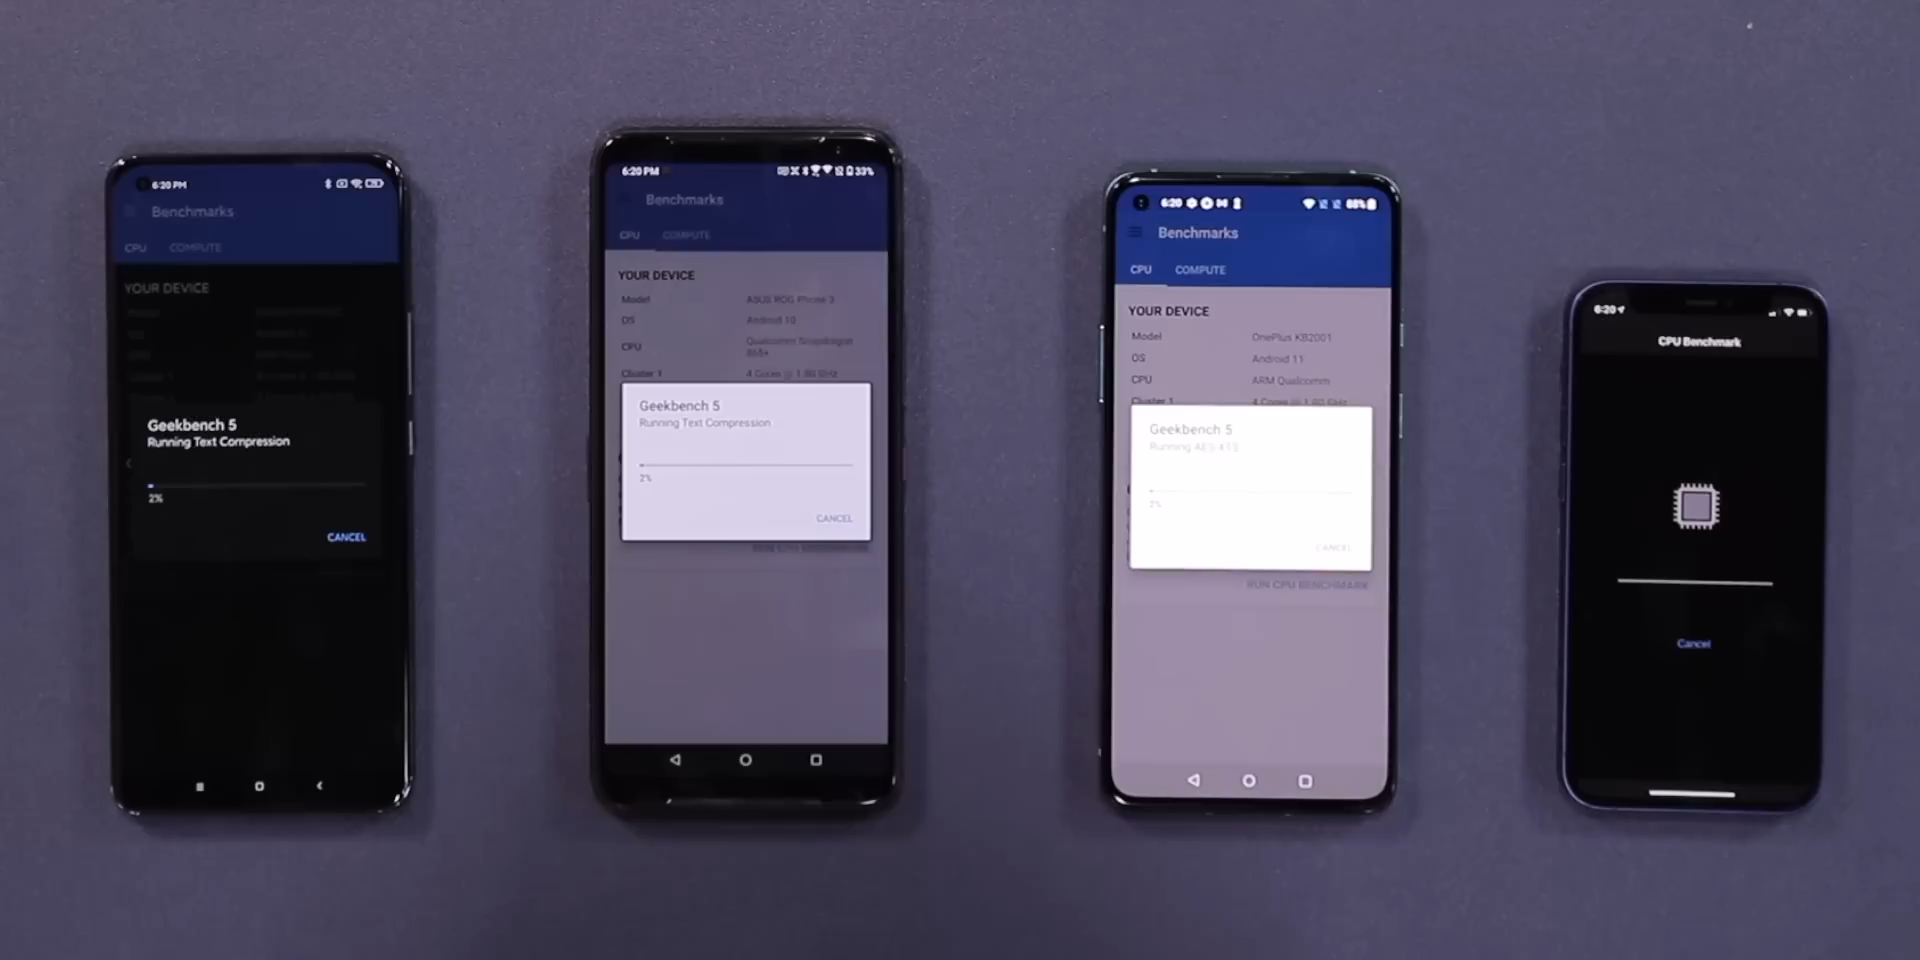 6:20 PM
Benchmarks
CPU COMPUTE
YOUR DEVICE
Geekbench 5
Running Text Compression
2%
CANCEL
6:20 PM 33%
Benchmarks
CPU COMPUTE
YOUR DEVICE
Model ASUS ROG Phone 3
OS Android 10
CPU Qualcomm Snapdragon
865+
Cluster 1 4 Cores @ 1.80 GHz
Geekbench 5
Running Text Compression
2%
CANCEL
6:20 88%
Benchmarks
CPU COMPUTE
YOUR DEVICE
Model OnePlus KB2001
OS Android 11
CPU ARM Qualcomm
Cluster 1 4 Cores @ 1.80 GHz
Geekbench 5
Running AES-XTS
2%
CANCEL
RUN CPU BENCHMARK
6:20
CPU Benchmark
Cancel